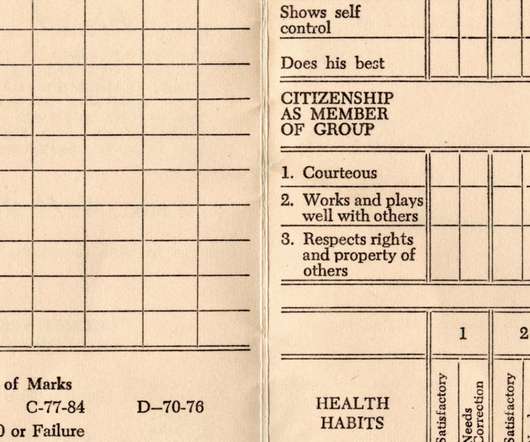 Shows self
control
Does his best
CITIZENSHIP
AS MEMBER
OF GROUP
1. Courteous
2. Works and plays
well with others
3. Respects rights
and property of
others
1 2
HEALTH
HABITS
Satisfactory
Needs
Correction
Satisfactory
of Marks
C-77-84 D—70-76
or Failure